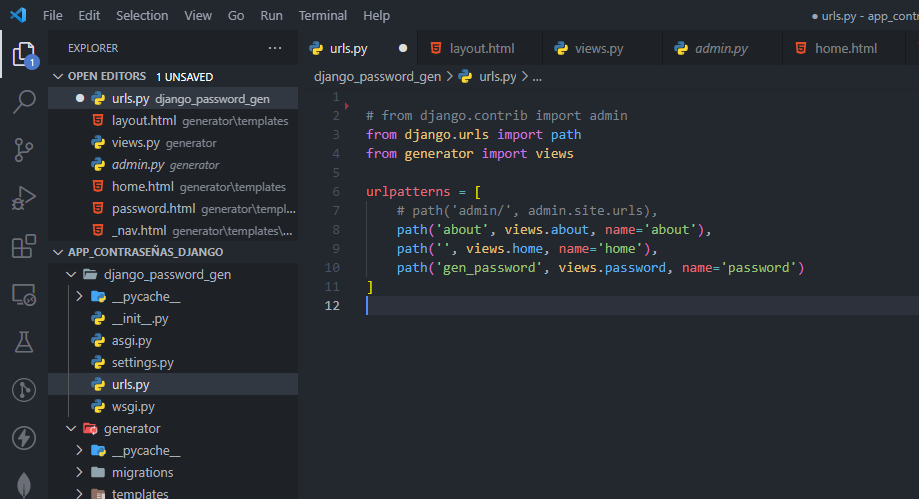 File Edit Selection View Go Run Terminal Help
● urls.py - app_contr
EXPLORER ...
OPEN EDITORS 1 UNSAVED
1
● urls.py django_password_gen
layout.html generator\templates
views.py generator
admin.py generator
home.html generator\templates
password.html generator\templ...
_nav.html generator\templates\...
APP_CONTRASEÑAS_DJANGO
django_password_gen
__pycache__
__init__.py
asgi.py
settings.py
urls.py
wsgi.py
generator
__pycache__
migrations
templates
urls.py ● layout.html views.py admin.py home.html
django_password_gen > urls.py > ...
1
2 # from django.contrib import admin
3 from django.urls import path
4 from generator import views
5
6 urlpatterns = [
7 # path('admin/', admin.site.urls),
8 path('about', views.about, name='about'),
9 path('', views.home, name='home'),
10 path('gen_password', views.password, name='password')
11 ]
12